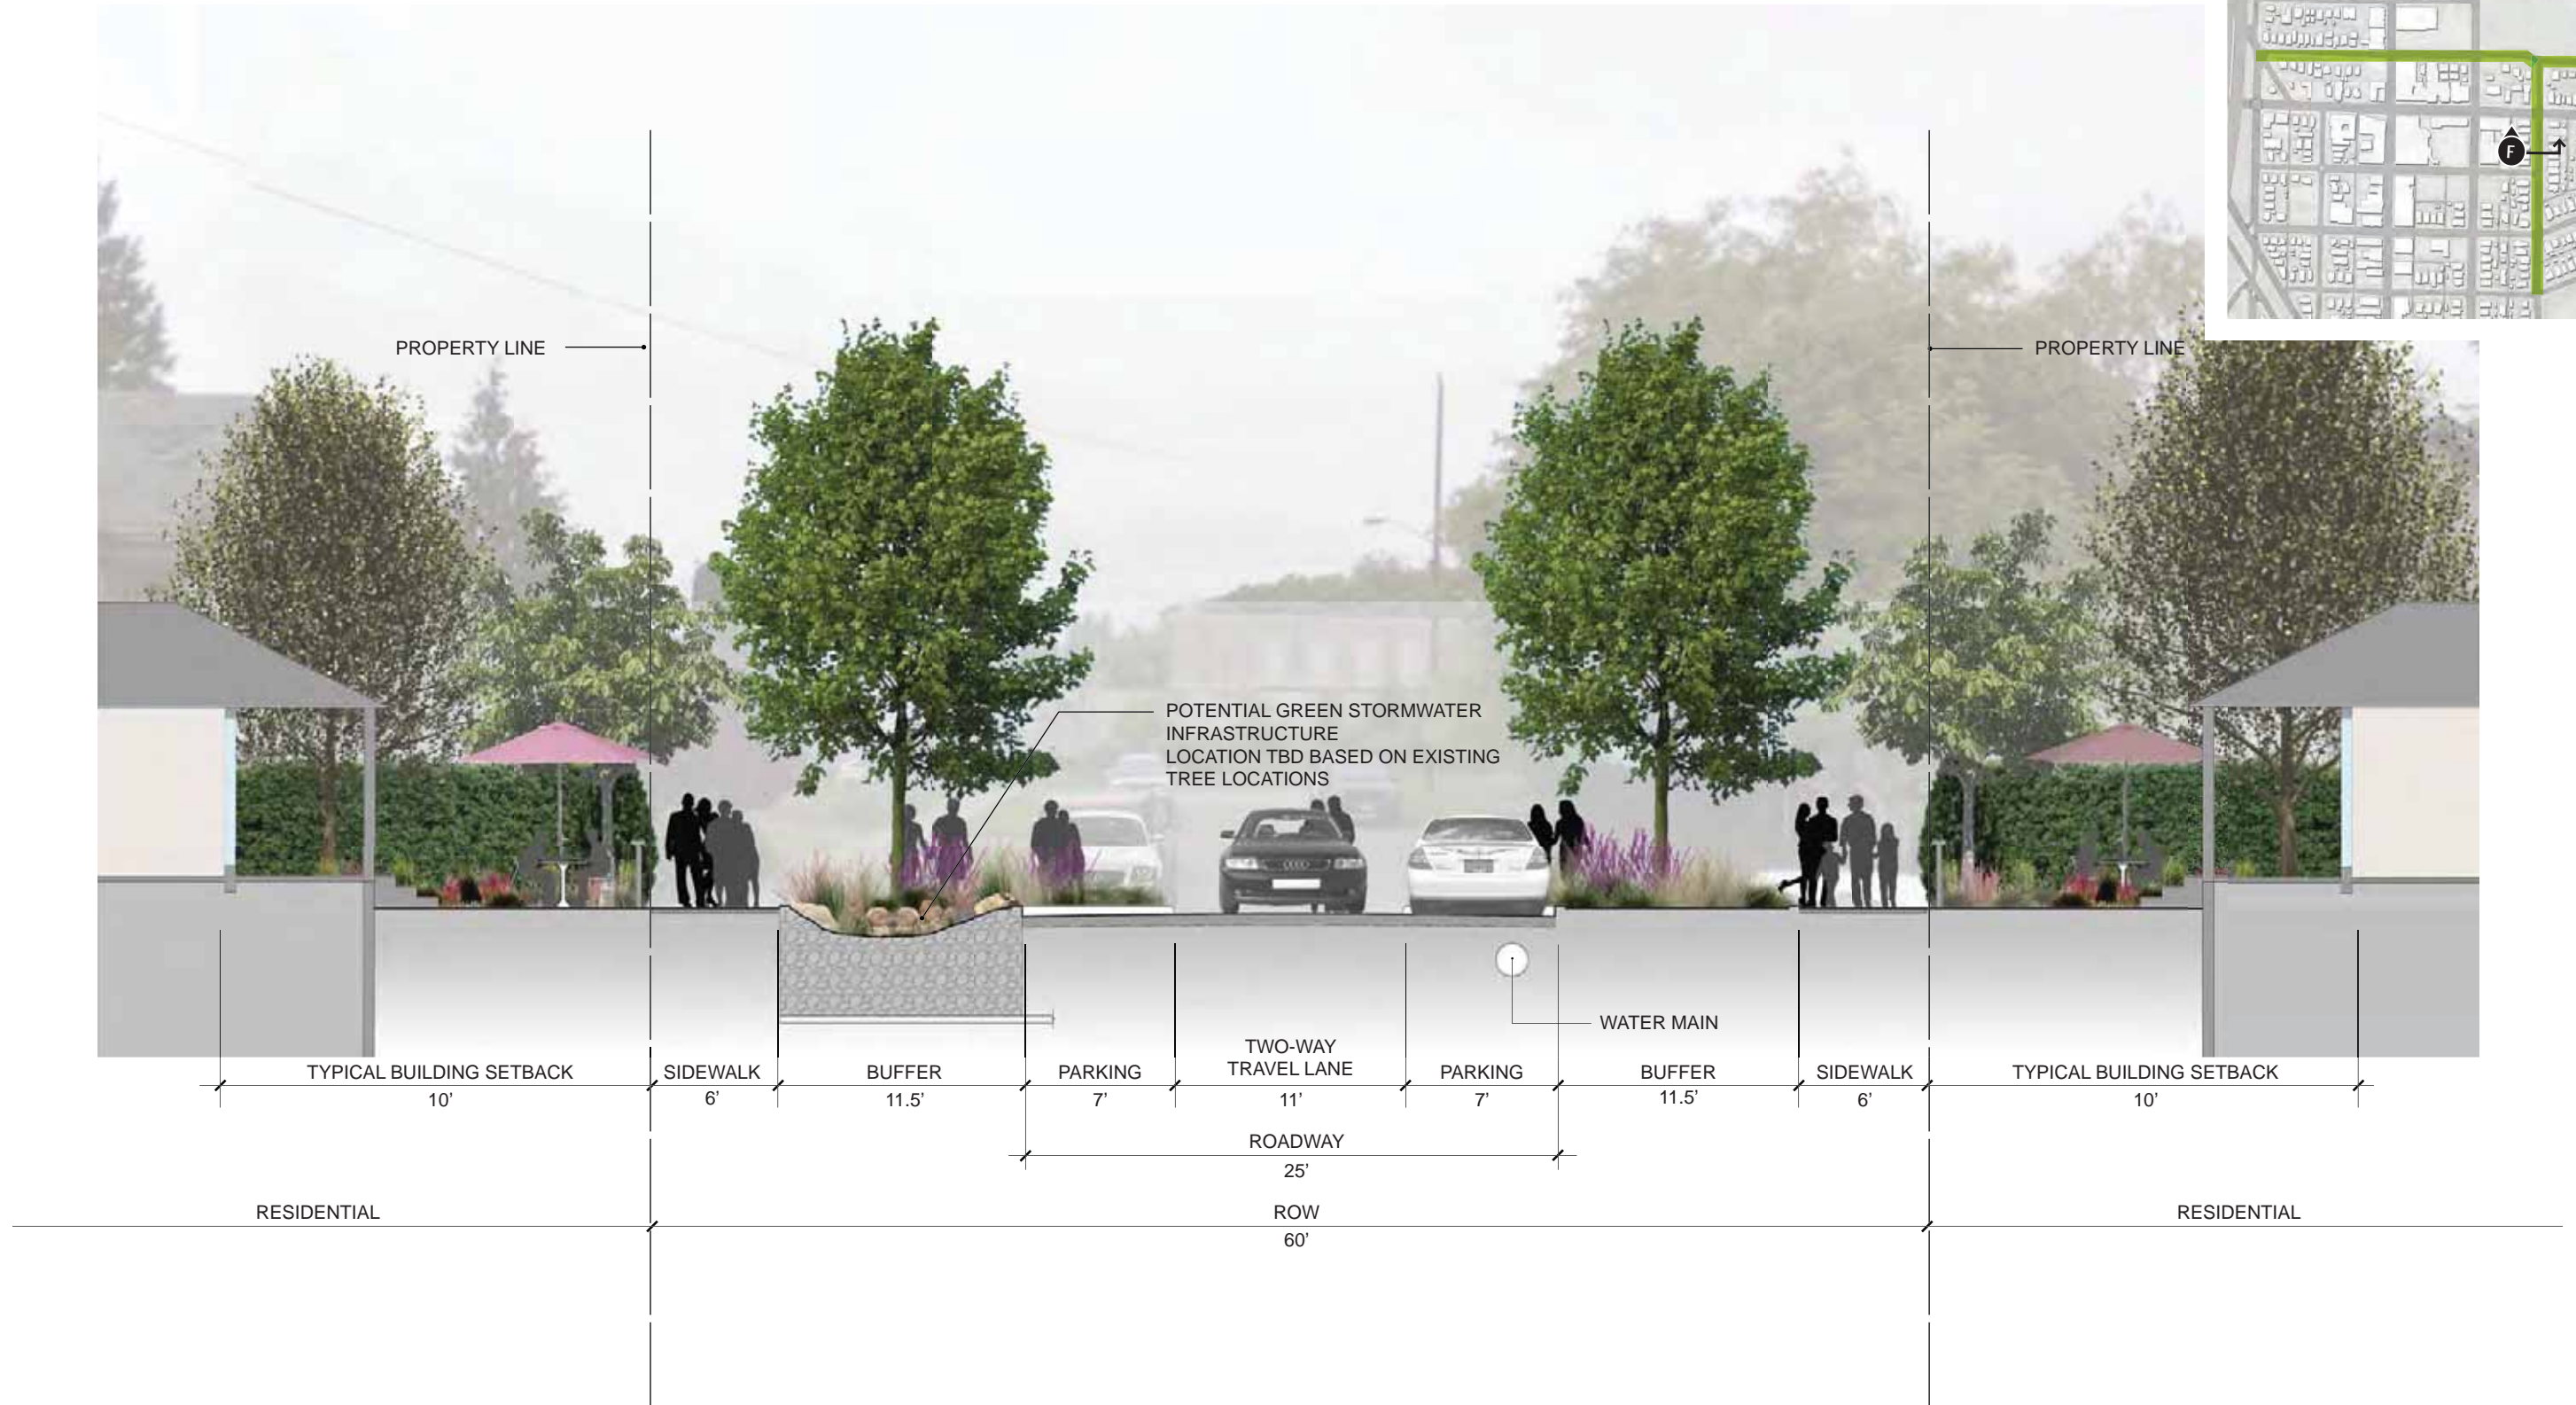 F
PROPERTY LINE
PROPERTY LINE
POTENTIAL GREEN STORMWATER
INFRASTRUCTURE
LOCATION TBD BASED ON EXISTING
TREE LOCATIONS
WATER MAIN
TYPICAL BUILDING SETBACK
10’
SIDEWALK
6’
BUFFER
11.5’
PARKING
7’
TWO-WAY
TRAVEL LANE
11’
PARKING
7’
BUFFER
11.5’
SIDEWALK
6’
TYPICAL BUILDING SETBACK
10’
ROADWAY
25’
RESIDENTIAL
ROW
60’
RESIDENTIAL